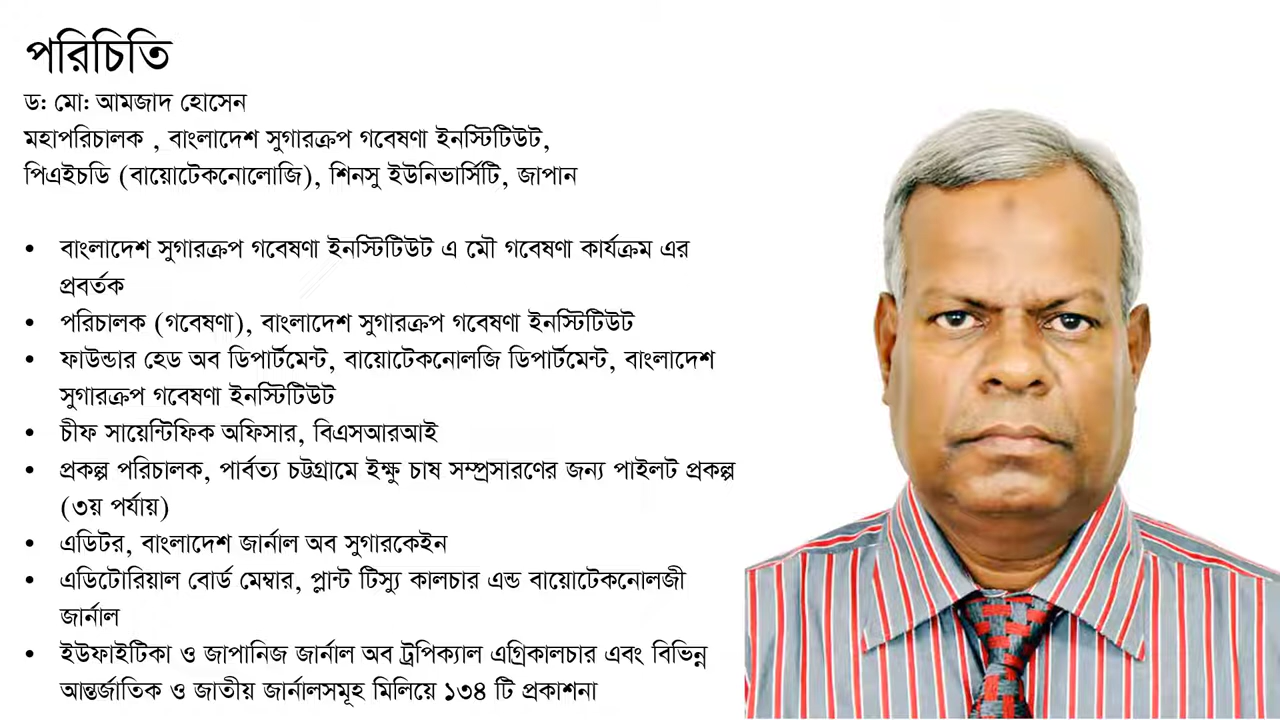 পরিচিতি
ড: মো: আমজাদ হোসেন
মহাপরিচালক , বাংলাদেশ সুগারক্রপ গবেষণা ইনস্টিটিউট,
পিএইচডি (বায়োটেকনোলোজি), শিনসু ইউনিভার্সিটি, জাপান
• বাংলাদেশ সুগারক্রপ গবেষণা ইনস্টিটিউট এ মৌ গবেষণা কার্যক্রম এর
প্রবর্তক
• পরিচালক (গবেষণা), বাংলাদেশ সুগারক্রপ গবেষণা ইনস্টিটিউট
• ফাউন্ডার হেড অব ডিপার্টমেন্ট, বায়োটেকনোলজি ডিপার্টমেন্ট, বাংলাদেশ
সুগারক্রপ গবেষণা ইনস্টিটিউট
• চীফ সায়েন্টিফিক অফিসার, বিএসআরআই
• প্রকল্প পরিচালক, পার্বত্য চট্টগ্রামে ইক্ষু চাষ সম্প্রসারণের জন্য পাইলট প্রকল্প
(৩য় পর্যায়)
• এডিটর, বাংলাদেশ জার্নাল অব সুগারকেইন
• এডিটোরিয়াল বোর্ড মেম্বার, প্লান্ট টিস্যু কালচার এন্ড বায়োটেকনোলজী
জার্নাল
• ইউফাইটিকা ও জাপানিজ জার্নাল অব ট্রপিক্যাল এগ্রিকালচার এবং বিভিন্ন
আন্তর্জাতিক ও জাতীয় জার্নালসমূহ মিলিয়ে ১৩৪ টি প্রকাশনা